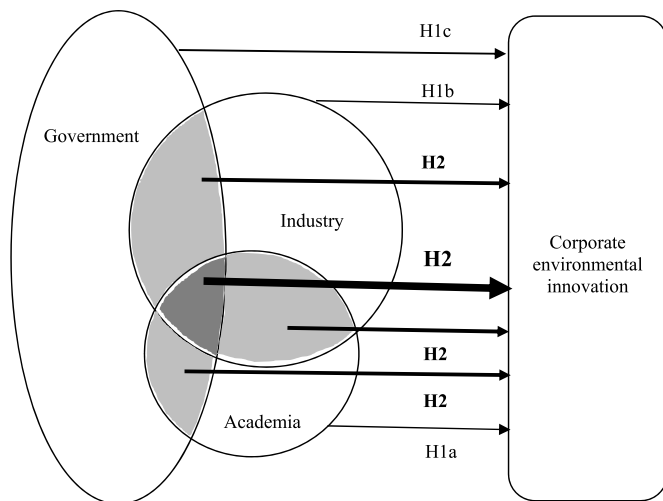 H1c
H1b
Government
H2
Industry
H2
Corporate
environmental
innovation
H2
H2
Academia
H1a